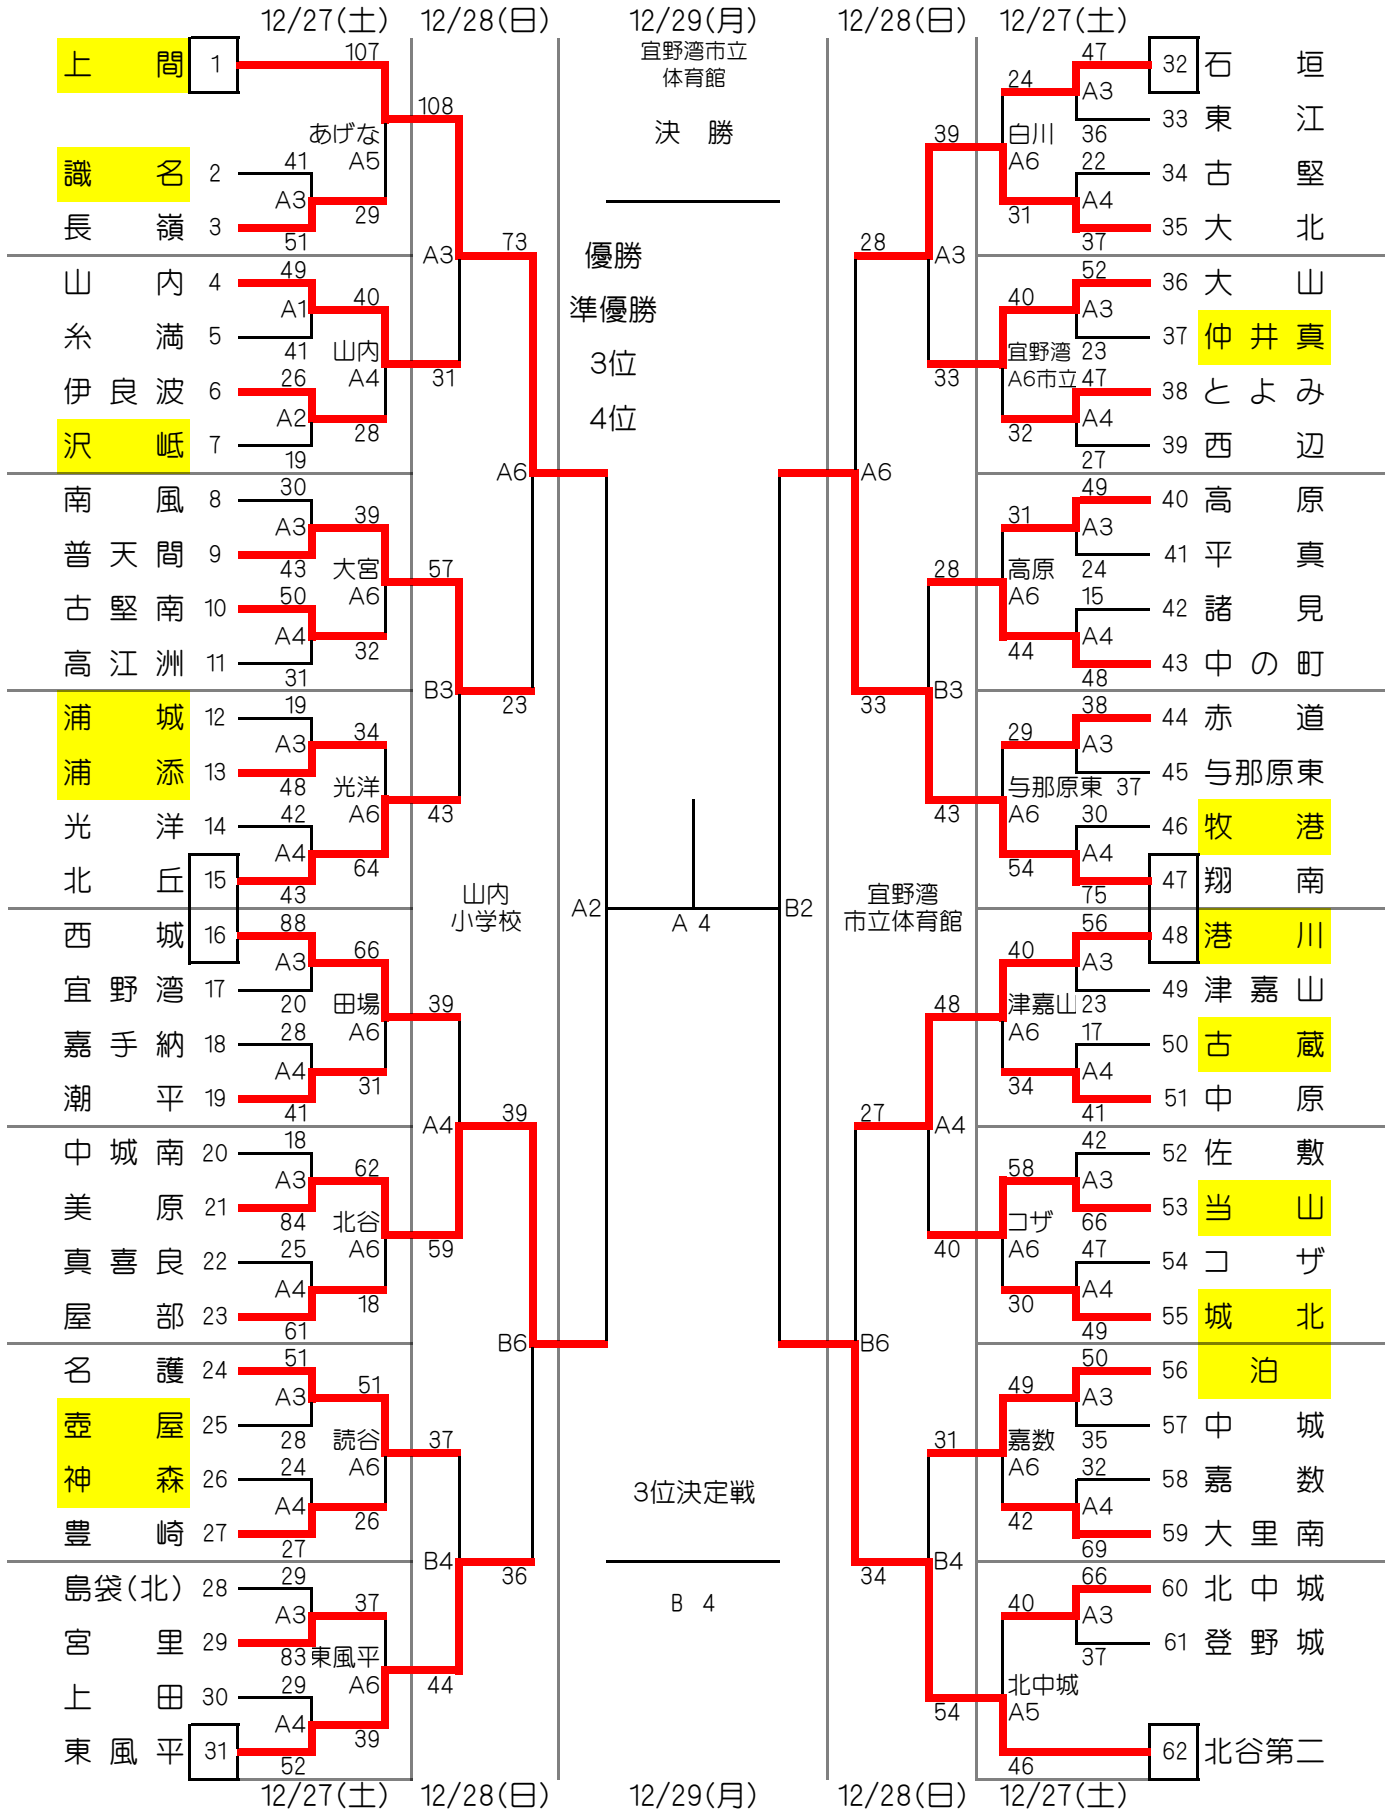 12/27(土) 12/28(日) 12/29(月) 12/28(日) 12/27(土)
宜野湾市立
体育館
決 勝
優勝
準優勝
3位
4位
上間 1 107
108
あげな
A5
識名 2 41
A3
長嶺 3 51
29
A3
73
山内 4 49
A1
糸満 5 41
40
山内
A4
31
伊良波 6 26
A2
沢岻 7 19
28
A6
南風 8 30
A3
普天間 9 43
39
大宮
A6
57
古堅南 10 50
A4
高江洲 11 31
32
B3
23
浦城 12 19
A3
浦添 13 48
34
光洋
A6
43
光洋 14 42
A4
北丘 15 43
64
山内
小学校
A2
西城 16 88
A3
宜野湾 17 20
66
田場
A6
39
嘉手納 18 28
A4
潮平 19 41
31
A4
39
中城南 20 18
A3
美原 21 84
62
北谷
A6
59
真喜良 22 25
A4
屋部 23 61
18
B6
名護 24 51
A3
壺屋 25 28
51
読谷
A6
37
神森 26 24
A4
豊崎 27 27
26
B4
36
島袋(北) 28 29
A3
宮里 29 83
37
東風平
A6
44
上田 30 29
A4
東風平 31 52
39
A 4
3位決定戦
B 4
47 32 石垣
A3
36 33 東江
24
白川
A6
39
22 34 古堅
A4
37 35 大北
31
28
A3
52 36 大山
A3
23 37 仲井真
40
宜野湾
A6市立
33
47 38 とよみ
A4
27 39 西辺
32
A6
49 40 高原
A3
24 41 平真
31
高原
A6
28
15 42 諸見
A4
48 43 中の町
44
B3
33
38 44 赤道
A3
37 45 与那原東
29
与那原東
A6
43
30 46 牧港
A4
75 47 翔南
54
B2
宜野湾
市立体育館
56 48 港川
A3
23 49 津嘉山
40
津嘉山
A6
48
17 50 古蔵
A4
41 51 中原
34
27
A4
42 52 佐敷
A3
66 53 当山
58
コザ
A6
40
47 54 コザ
A4
49 55 城北
30
B6
50 56 泊
A3
35 57 中城
49
嘉数
A6
31
32 58 嘉数
A4
69 59 大里南
42
34
B4
66 60 北中城
A3
37 61 登野城
40
北中城
A5
54
46 62 北谷第二
12/27(土) 12/28(日) 12/29(月) 12/28(日) 12/27(土)